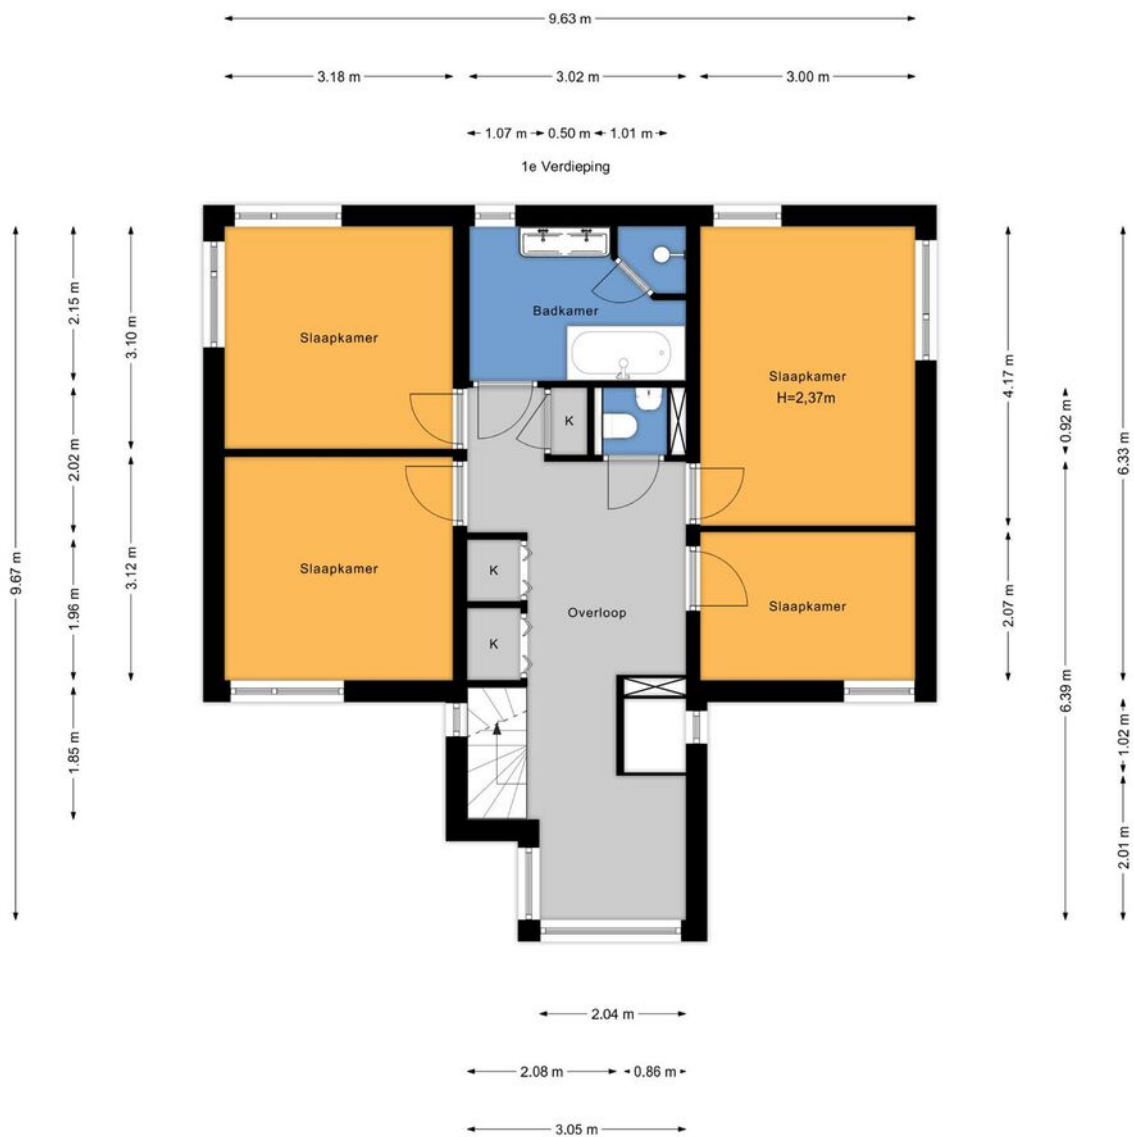 9.63 m
3.18 m
3.02 m
3.00 m
1.07 m
0.50 m
1.01 m
1e Verdieping
9.67 m
2.15 m
2.02 m
1.96 m
1.85 m
3.10 m
3.12 m
Slaapkamer
Badkamer
Slaapkamer
H=2,37m
K
Slaapkamer
K
K
Overloop
Slaapkamer
4.17 m
2.07 m
0.92 m
6.39 m
6.33 m
1.02 m
2.01 m
2.04 m
2.08 m
0.86 m
3.05 m